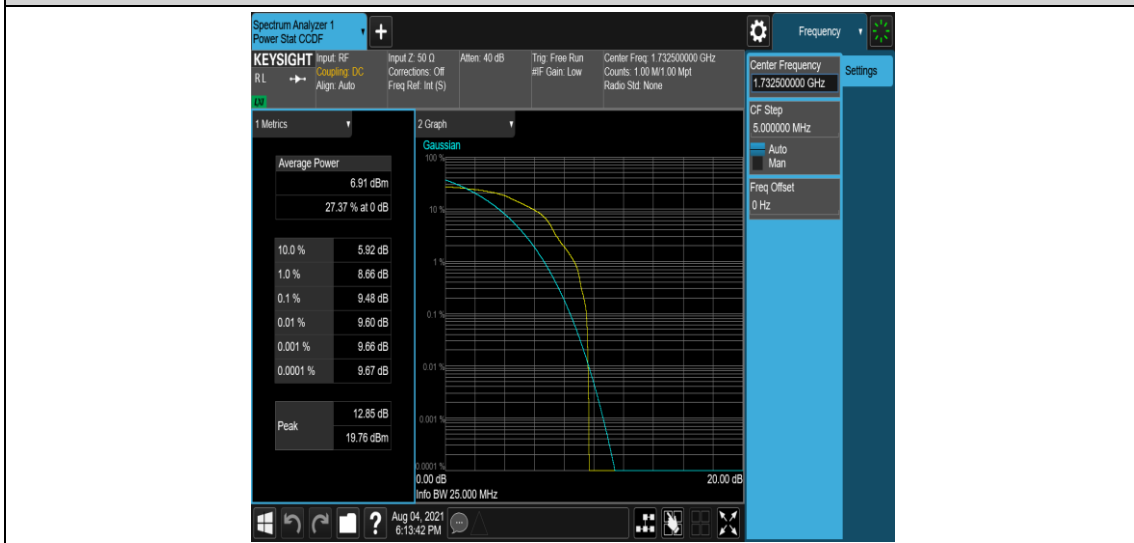 Spectrum Analyzer 1
Power Stat CCDF
+
Frequency
KEYSIGHT
RL
LXI
Input: RF
Coupling: DC
Align: Auto
Input Z: 50 Ω
Corrections: Off
Freq Ref: Int (S)
Atten: 40 dB
Trig: Free Run
#IF Gain: Low
Center Freq: 1.732500000 GHz
Counts: 1.00 M/1.00 Mpt
Radio Std: None
Center Frequency
1.732500000 GHz
Settings
CF Step
5.000000 MHz
Auto
Man
Freq Offset
0 Hz
1 Metrics
Average Power
6.91 dBm
27.37 % at 0 dB
10.0 % 5.92 dB
1.0 % 8.66 dB
0.1 % 9.48 dB
0.01 % 9.60 dB
0.001 % 9.66 dB
0.0001 % 9.67 dB
Peak
12.85 dB
19.76 dBm
2 Graph
Gaussian
100 %
10 %
1 %
0.1 %
0.01 %
0.001 %
0.0001 %
0.00 dB 20.00 dB
Info BW 25.000 MHz
?
Aug 04, 2021
6:13:42 PM